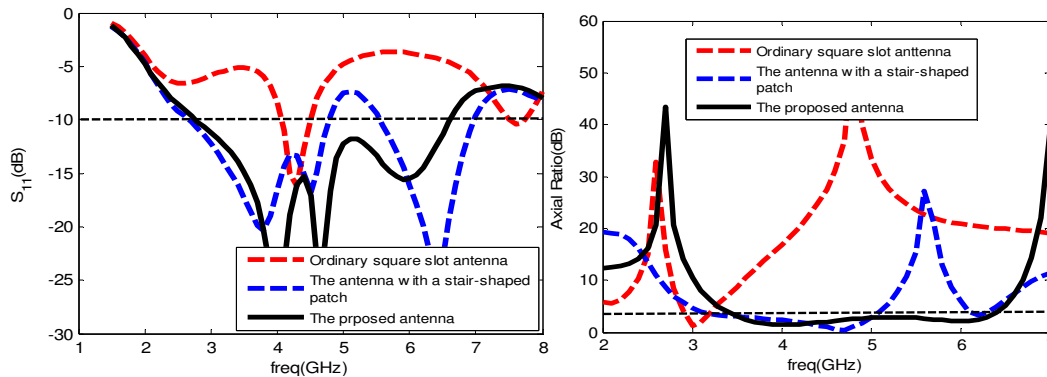 0
-5
-10
-15
-20
-25
-30
S11(dB)
1
2
3
4
5
6
7
8
freq(GHz)
Ordinary square slot antenna
The antenna with a stair-shaped
patch
The prposed antenna
60
50
40
30
20
10
0
Axial Ratio(dB)
2
3
4
5
6
freq(GHz)
Ordinary square slot anttenna
The antenna with a stair-shaped
patch
The proposed antenna